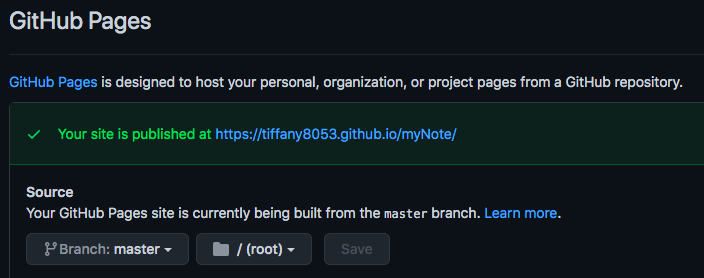 GitHub Pages
GitHub Pages is designed to host your personal, organization, or project pages from a GitHub repository.
Your site is published at https://tiffany8053.github.io/myNote/
Source
Your GitHub Pages site is currently being built from the master branch. Learn more.
Branch: master / (root) Save